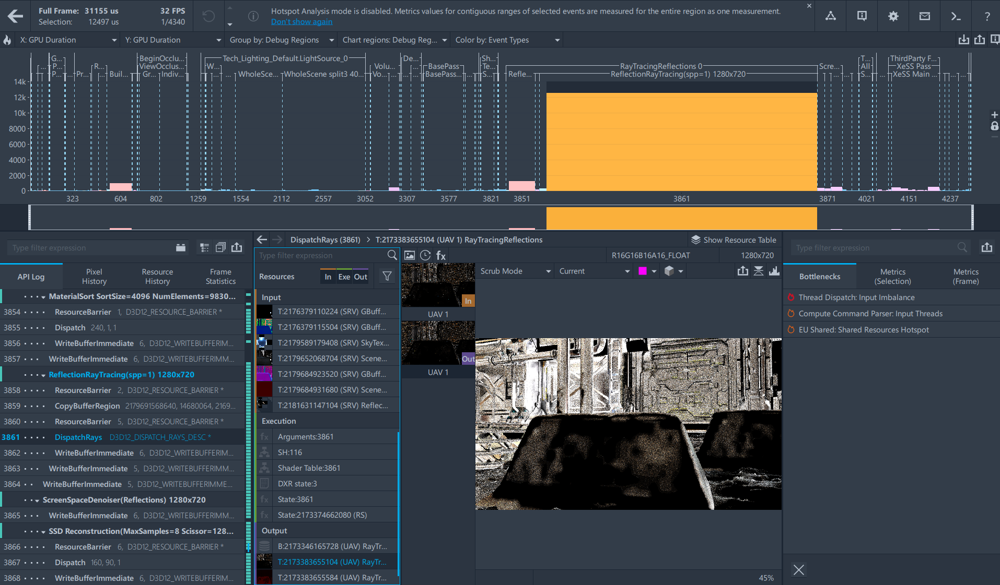 Full Frame: 31155 us 32 FPS
Selection: 12497 us 1/4340
Hotspot Analysis mode is disabled. Metrics values for contiguous ranges of selected events are measured for the entire region as one measurement.
Don't show again
X: GPU Duration
Y: GPU Duration
Group by: Debug Regions
Chart regions: Debug Reg...
Color by: Event Types
G... BeginOcclu... Tech_Lighting_Default.LightSource_0 De... Sh... T... ThirdParty F...
... P... R... ViewOcclus... W... Volu... ... BasePass Te... RayTracingReflections 0 Scre... All XeSS Pass
P... ... Pr... ... Buil... Gr... Indiv... ... ... WholeSce... WholeScene split3 40... Vo... ... ... BasePass... ... S... Refle... ReflectionRayTracing(spp=1) 1280x720 ... ... S... ... XeSS Main ... ... ...
14k
12k
10k
8000
6000
4000
2000
0
323 604 802 1259 1554 2112 2557 3052 3307 3577 3821 3851 3861 3871 4021 4151 4237
Type filter expression
API Log
Pixel History
Resource History
Frame Statistics
MaterialSort SortSize=4096 NumElements=9830...
3854 ResourceBarrier 1, D3D12_RESOURCE_BARRIER *
3855 Dispatch 240, 1, 1
3856 WriteBufferImmediate 6, D3D12_WRITEBUFFERIM...
3857 WriteBufferImmediate 6, D3D12_WRITEBUFFERIMM...
ReflectionRayTracing(spp=1) 1280x720
3858 ResourceBarrier 2, D3D12_RESOURCE_BARRIER *
3859 CopyBufferRegion 2179691568640, 14680064, 2169...
3860 ResourceBarrier 5, D3D12_RESOURCE_BARRIER *
3861 DispatchRays D3D12_DISPATCH_RAYS_DESC *
3862 WriteBufferImmediate 6, D3D12_WRITEBUFFERIM...
3863 WriteBufferImmediate 5, D3D12_WRITEBUFFERIMM...
3864 WriteBufferImmediate 5, D3D12_WRITEBUFFERIMME...
ScreenSpaceDenoiser(Reflections) 1280x720
3865 WriteBufferImmediate 6, D3D12_WRITEBUFFERIMM...
SSD Reconstruction(MaxSamples=8 Scissor=128...
3866 ResourceBarrier 6, D3D12_RESOURCE_BARRIER *
3867 Dispatch 160, 90, 1
3868 WriteBufferImmediate 6, D3D12_WRITEBUFFERIM...
DispatchRays (3861) > T:2173383655104 (UAV 1) RayTracingReflections
Show Resource Table
Type filter expression
fx
R16G16B16A16_FLOAT
1280x720
Resources
In Exe Out
Input
T:2176379110224 (SRV) GBuff...
T:2176379115504 (SRV) GBuff...
T:2179589179408 (SRV) SkyTex...
T:2179652068704 (SRV) Scene...
T:2179684923520 (SRV) GBuff...
T:2179684931680 (SRV) Scene...
T:2181631147104 (SRV) Reflec...
Execution
fx Arguments:3861
SH:116
Shader Table:3861
DXR state:3
fx State:3861
fx State:2173374662080 (RS)
Output
B:2173346165728 (UAV) RayTr...
T:2173383655104 (UAV) RayTr...
T:2173383655584 (UAV) RayTr...
In
UAV 1
Out
UAV 1
Scrub Mode
Current
45%
Type filter expression
Bottlenecks
Metrics (Selection)
Metrics (Frame)
Thread Dispatch: Input Imbalance
Compute Command Parser: Input Threads
EU Shared: Shared Resources Hotspot